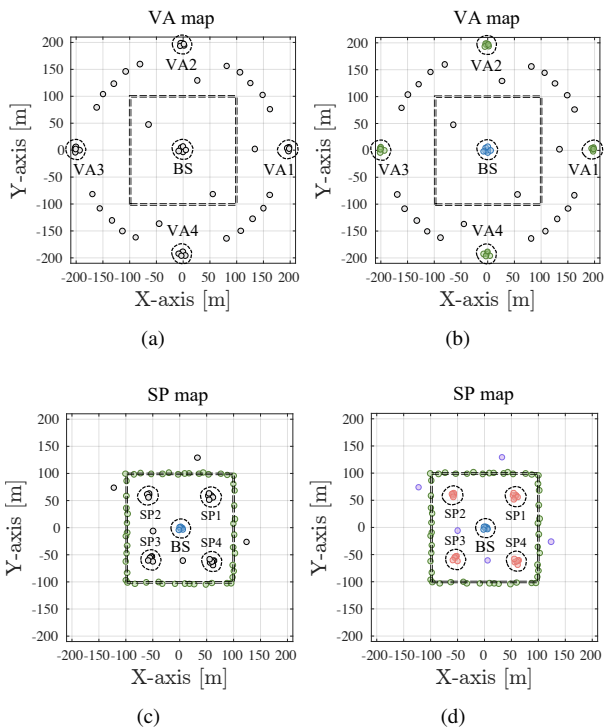 VA map
VA map
200
150
100
50
0
-50
-100
-150
-200
Y-axis [m]
VA2
VA3
BS
VA1
VA4
-200
-150
-100
-50
0
50
100
150
200
X-axis [m]
(a)
200
150
100
50
0
-50
-100
-150
-200
Y-axis [m]
VA2
VA3
BS
VA1
VA4
-200
-150
-100
-50
0
50
100
150
200
X-axis [m]
(b)
SP map
SP map
200
150
100
50
0
-50
-100
-150
-200
Y-axis [m]
SP2
SP1
SP3
BS
SP4
-200
-150
-100
-50
0
50
100
150
200
X-axis [m]
(c)
200
150
100
50
0
-50
-100
-150
-200
Y-axis [m]
SP2
SP1
SP3
BS
SP4
-200
-150
-100
-50
0
50
100
150
200
X-axis [m]
(d)